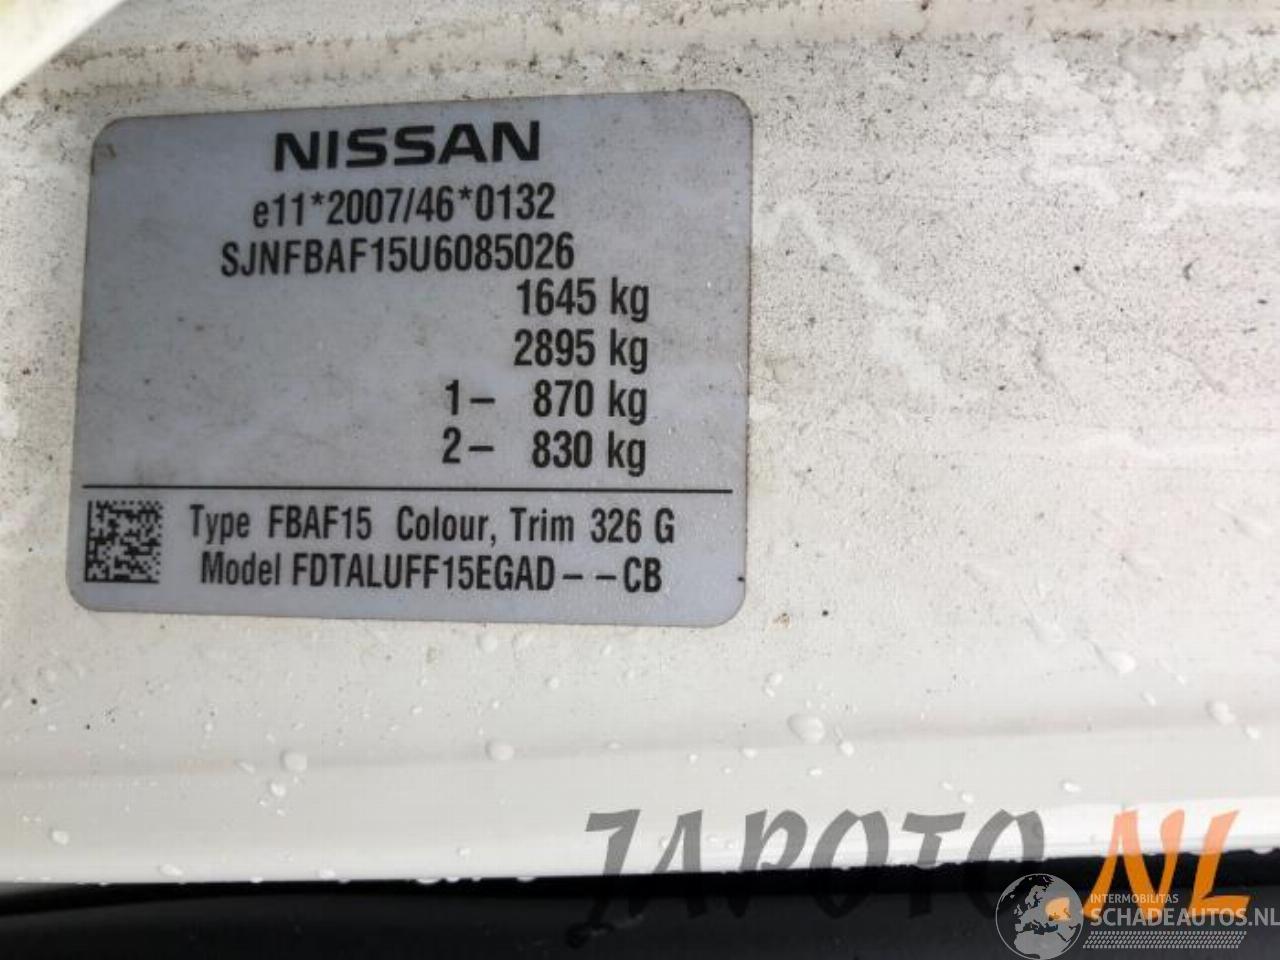 NISSAN
e11*2007/46*0132
SJNFBAF15U6085026
1645 kg
2895 kg
1- 870 kg
2- 830 kg
Type FBAF15 Colour, Trim 326 G
Model FDTALUFF15EGAD--CB
JAPOTO.NL
INTERMOBILITAS
SCHADEAUTOS.NL